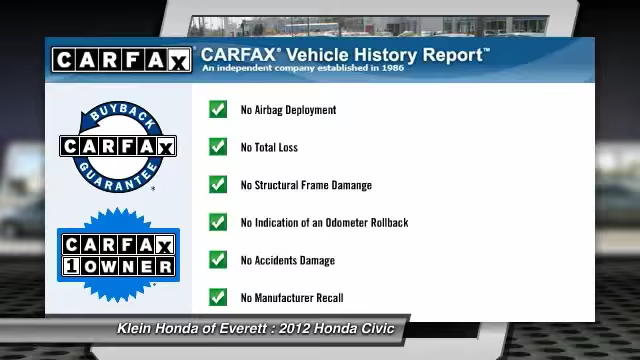 CARFAX
CARFAX® Vehicle History Report™
An independent company established in 1986
BUYBACK
CARFAX
GUARANTEE
*
No Airbag Deployment
No Total Loss
No Structural Frame Damange
No Indication of an Odometer Rollback
No Accidents Damage
No Manufacturer Recall
CARFAX
1 OWNER
*
Klein Honda of Everett : 2012 Honda Civic